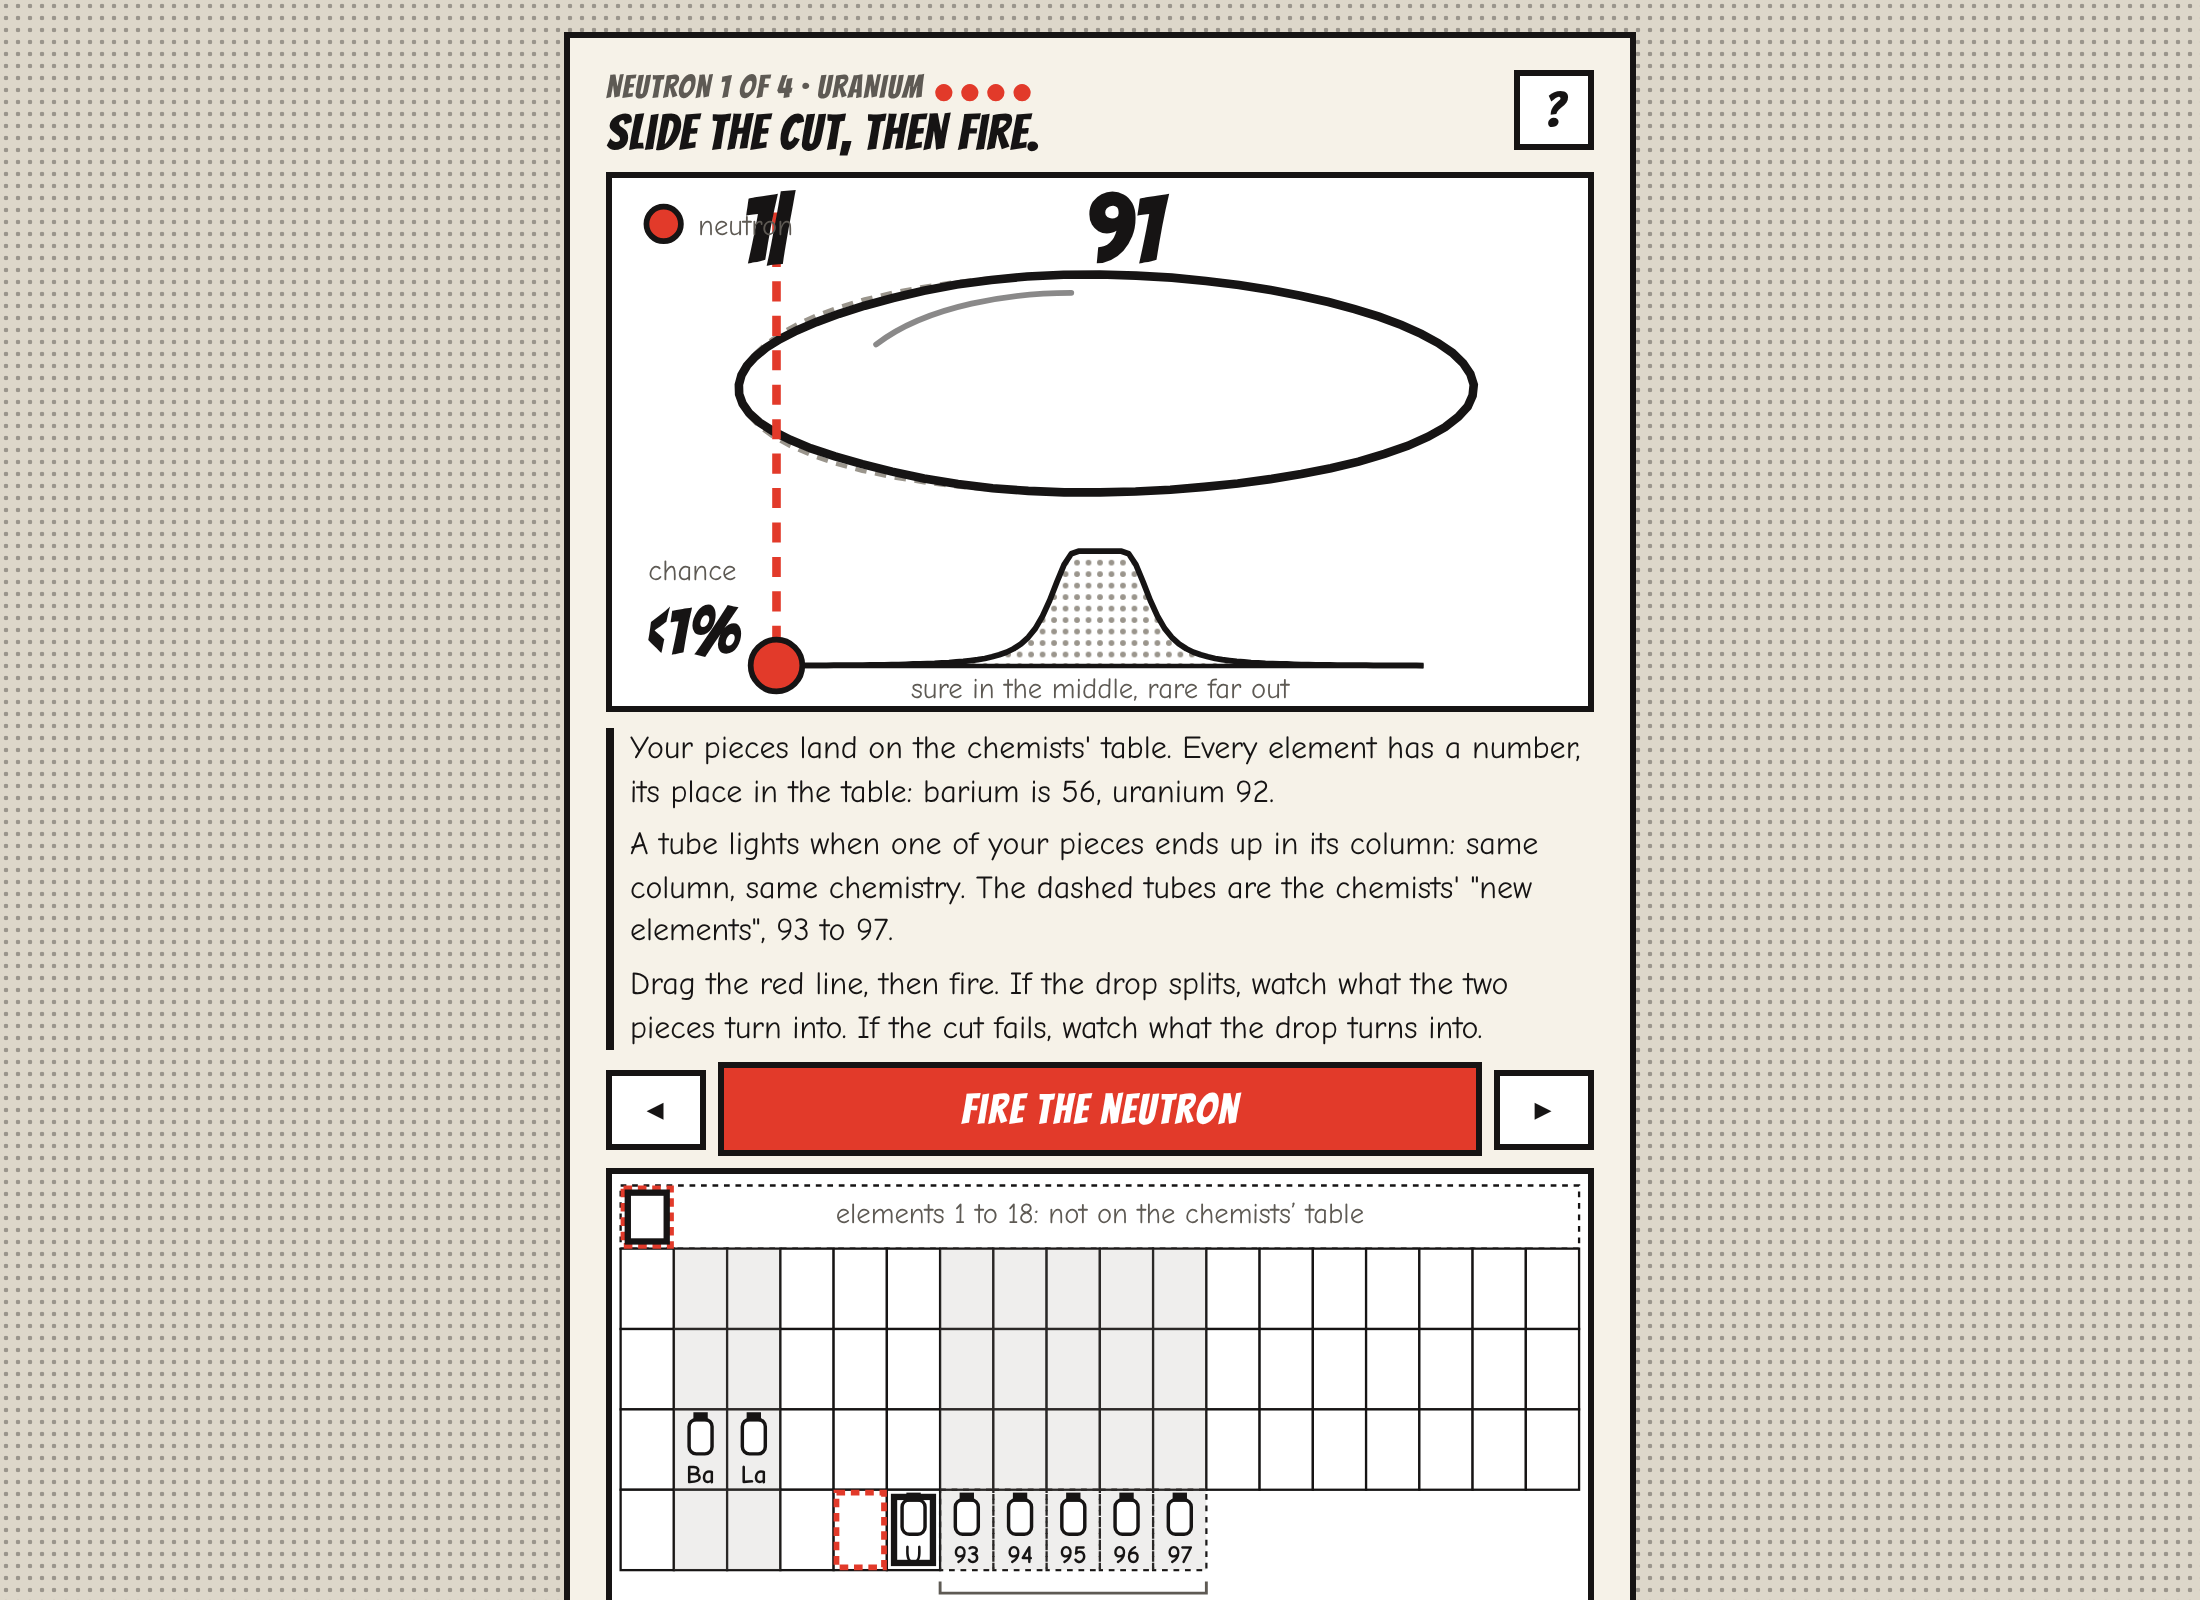 NEUTRON 1 OF 4 · URANIUM
SLIDE THE CUT, THEN FIRE.
?
neutron
1
91
chance
<1%
sure in the middle, rare far out
Your pieces land on the chemists' table. Every element has a number,
its place in the table: barium is 56, uranium 92.
A tube lights when one of your pieces ends up in its column: same
column, same chemistry. The dashed tubes are the chemists' "new
elements", 93 to 97.
Drag the red line, then fire. If the drop splits, watch what the two
pieces turn into. If the cut fails, watch what the drop turns into.
◄
FIRE THE NEUTRON
►
elements 1 to 18: not on the chemists’ table
Ba La
U 93 94 95 96 97